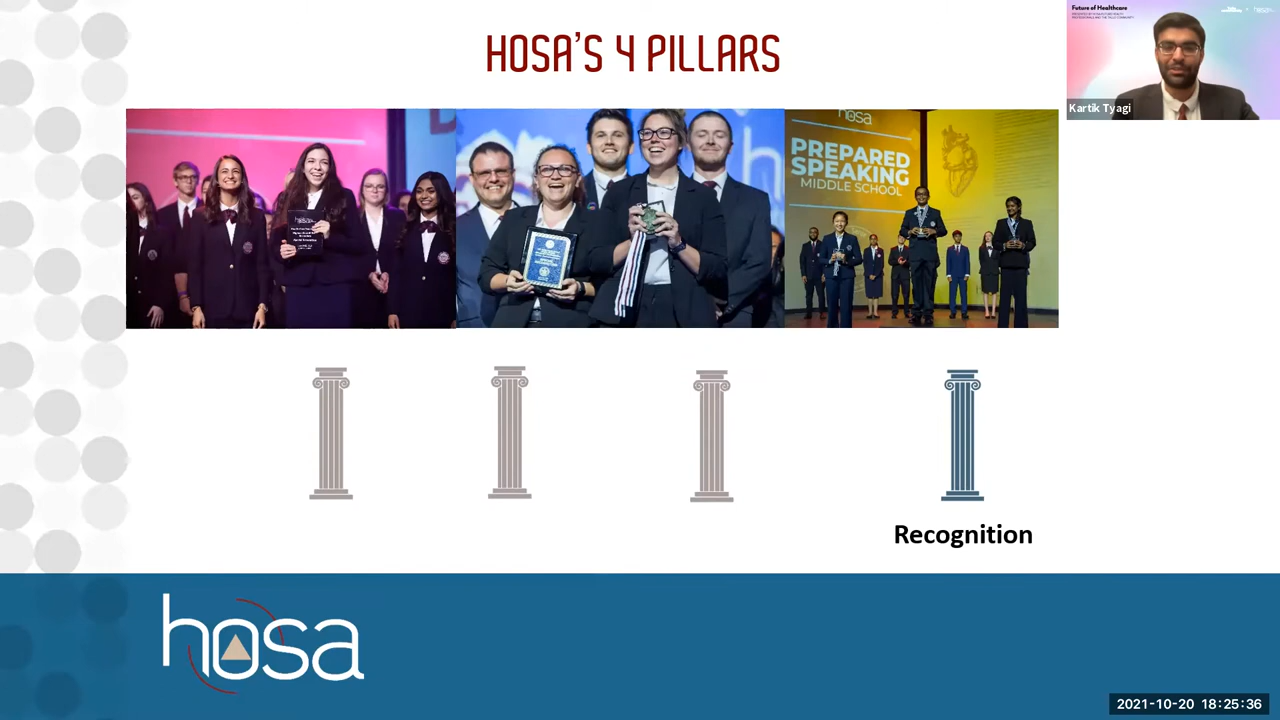 HOSA'S 4 PILLARS
Future of Healthcare
Kartik Tyagi
hosa
PREPARED
SPEAKING
MIDDLE SCHOOL
hosa
Recognition
hosa
2021-10-20 18:25:36